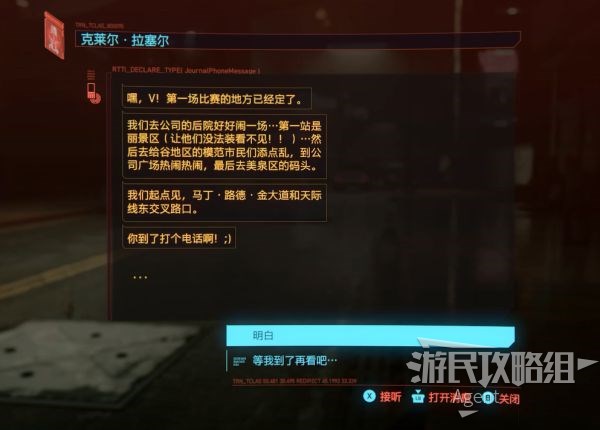 TRN_TCLAS_800095
克莱尔·拉塞尔
RTTI_DECLARE_TYPE( JournalPhoneMessage )
嘿，V！第一场比赛的地方已经定了。
我们去公司的后院好好闹一场…第一站是
丽景区（让他们没法装看不见！！）…然
后去给谷地区的模范市民们添点乱，到公
司广场热闹热闹，最后去美泉区的码头。
我们起点见，马丁·路德·金大道和天际
线东交叉路口。
你到了打个电话啊！;)
...
明白
等我到了再看吧…
X 接听
打开消息
B 关闭
游民攻略组
Agent